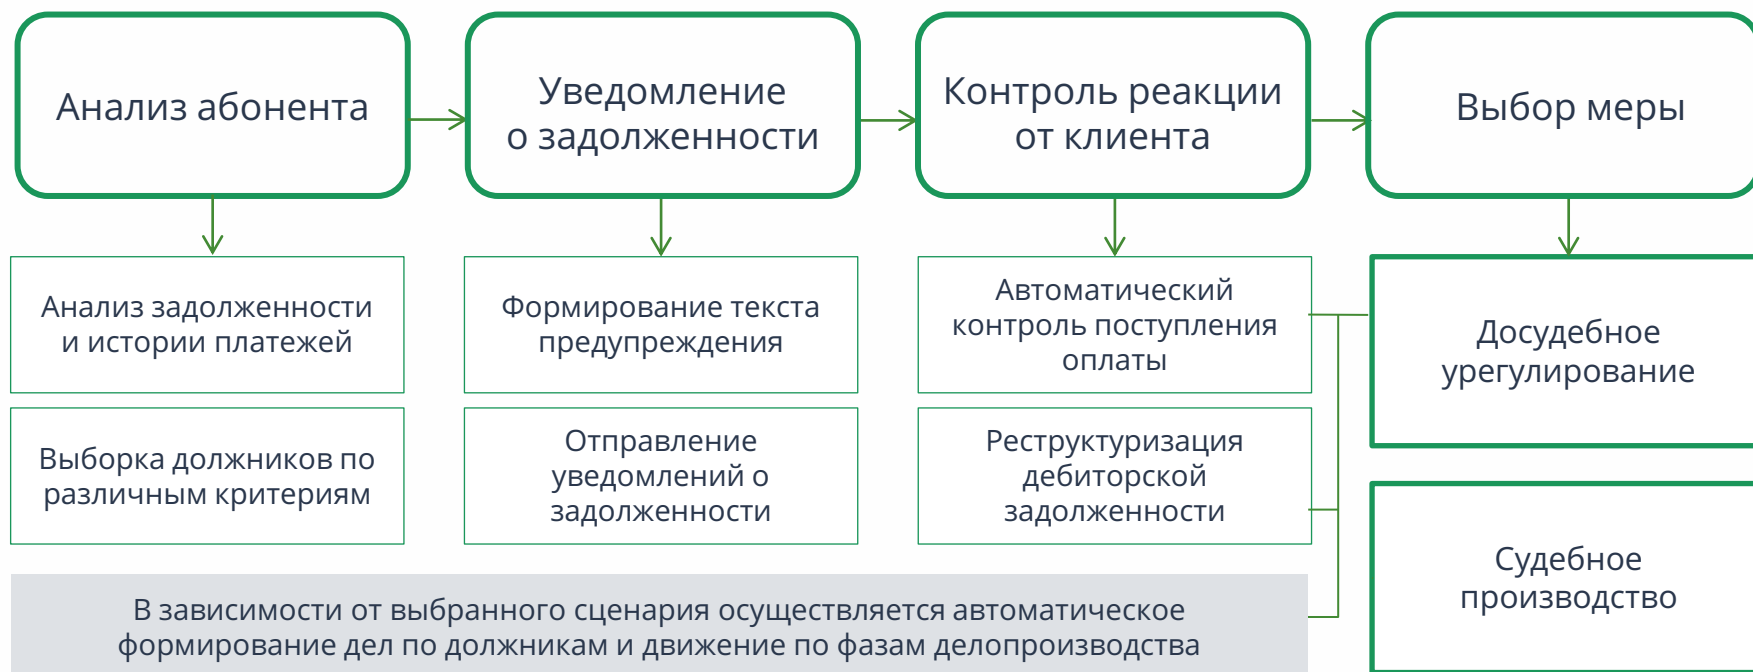 Анализ абонента
Уведомление
о задолженности
Контроль реакции
от клиента
Выбор меры
Анализ задолженности
и истории платежей
Формирование текста
предупреждения
Автоматический
контроль поступления
оплаты
Досудебное
урегулирование
Выборка должников по
различным критериям
Отправление
уведомлений о
задолженности
Реструктуризация
дебиторской
задолженности
Судебное
производство
В зависимости от выбранного сценария осуществляется автоматическое
формирование дел по должникам и движение по фазам делопроизводства